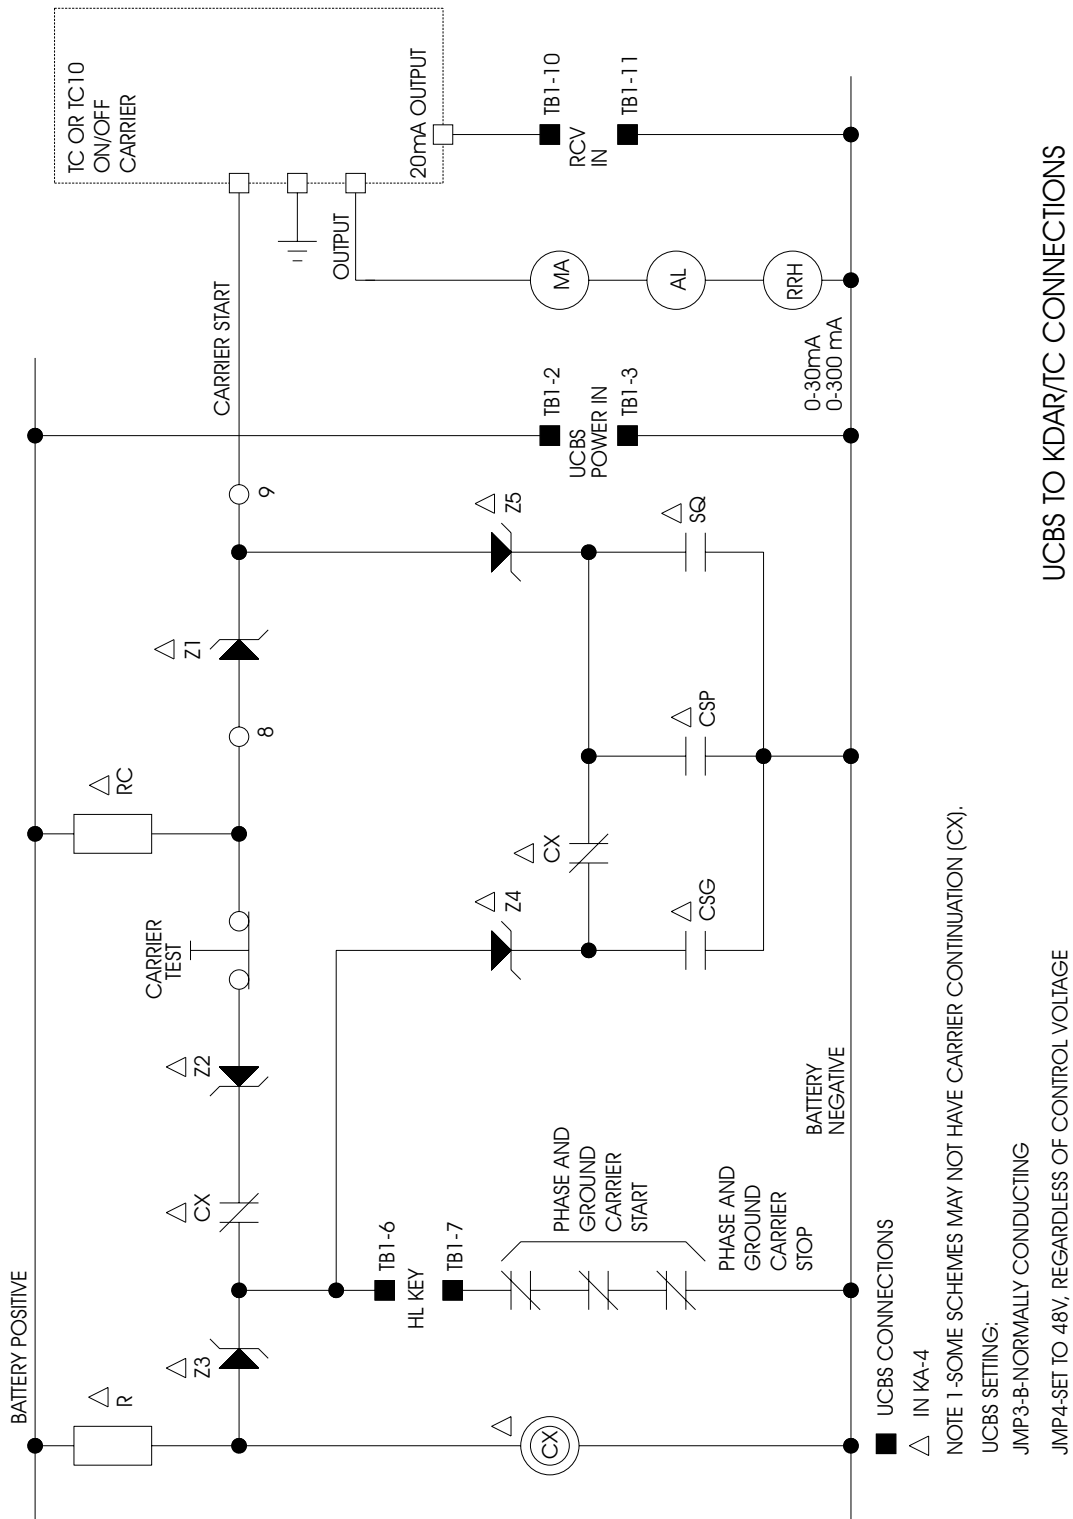 BATTERY POSITIVE
R
Z3
CX
Z2
CARRIER
TEST
RC
8
Z1
9
CARRIER START
TC OR TC10
ON/OFF
CARRIER
20mA OUTPUT
OUTPUT
CX
TB1-6
HL KEY
TB1-7
PHASE AND
GROUND
CARRIER
START
PHASE AND
GROUND
CARRIER
STOP
Z4
CX
CSG
CSP
Z5
SQ
TB1-2
UCBS
POWER IN
TB1-3
MA
AL
RRH
0-30mA
0-300 mA
TB1-10
RCV
IN
TB1-11
BATTERY
NEGATIVE
UCBS CONNECTIONS
IN KA-4
NOTE 1-SOME SCHEMES MAY NOT HAVE CARRIER CONTINUATION (CX).
UCBS SETTING:
JMP3-B-NORMALLY CONDUCTING
JMP4-SET TO 48V, REGARDLESS OF CONTROL VOLTAGE
UCBS TO KDAR/TC CONNECTIONS